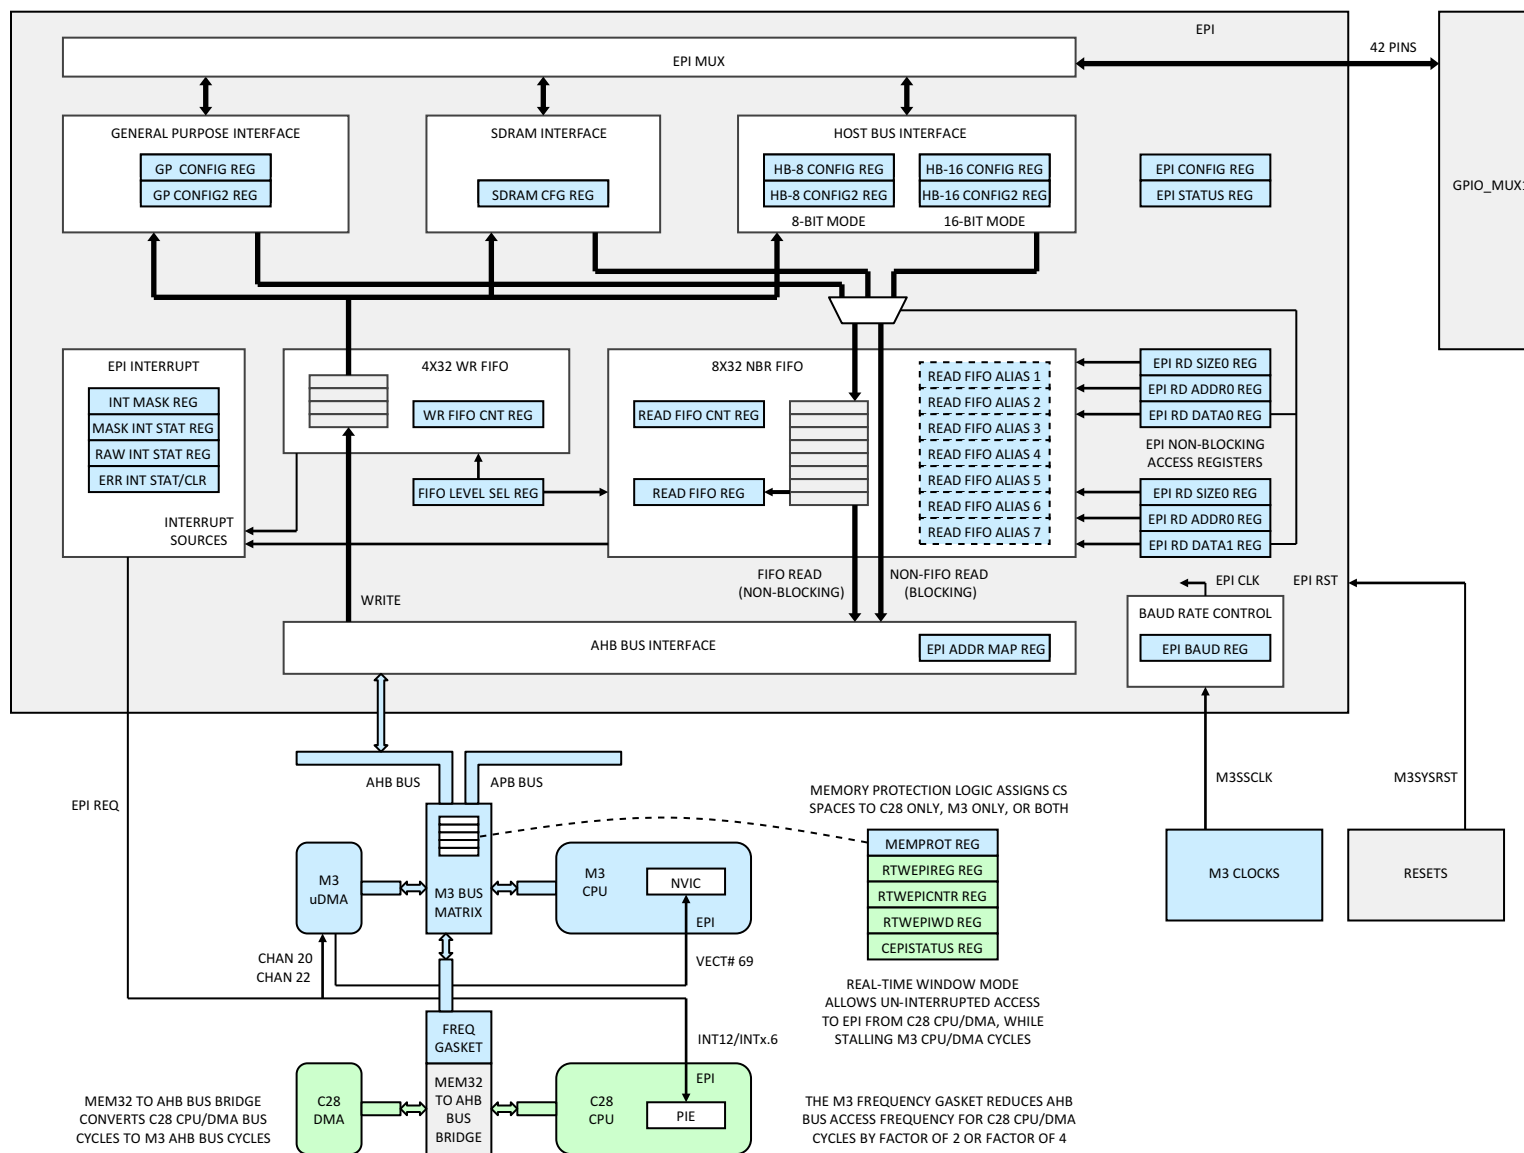 EPI
42 PINS
EPI MUX
GENERAL PURPOSE INTERFACE
SDRAM INTERFACE
HOST BUS INTERFACE
GP CONFIG REG
GP CONFIG2 REG
SDRAM CFG REG
HB-8 CONFIG REG
HB-8 CONFIG2 REG
8-BIT MODE
HB-16 CONFIG REG
HB-16 CONFIG2 REG
16-BIT MODE
EPI CONFIG REG
EPI STATUS REG
GPIO_MUX1
EPI INTERRUPT
INT MASK REG
MASK INT STAT REG
RAW INT STAT REG
ERR INT STAT/CLR
INTERRUPT
SOURCES
4X32 WR FIFO
WR FIFO CNT REG
FIFO LEVEL SEL REG
8X32 NBR FIFO
READ FIFO CNT REG
READ FIFO REG
READ FIFO ALIAS 1
READ FIFO ALIAS 2
READ FIFO ALIAS 3
READ FIFO ALIAS 4
READ FIFO ALIAS 5
READ FIFO ALIAS 6
READ FIFO ALIAS 7
EPI RD SIZE0 REG
EPI RD ADDR0 REG
EPI RD DATA0 REG
EPI NON-BLOCKING
ACCESS REGISTERS
EPI RD SIZE0 REG
EPI RD ADDR0 REG
EPI RD DATA1 REG
WRITE
FIFO READ
(NON-BLOCKING)
NON-FIFO READ
(BLOCKING)
EPI CLK
EPI RST
BAUD RATE CONTROL
EPI BAUD REG
AHB BUS INTERFACE
EPI ADDR MAP REG
AHB BUS
APB BUS
EPI REQ
M3SSCLK
M3SYSRST
MEMORY PROTECTION LOGIC ASSIGNS CS
SPACES TO C28 ONLY, M3 ONLY, OR BOTH
MEMPROT REG
RTWEPIREG REG
RTWEPICNTR REG
RTWEPIWD REG
CEPISTATUS REG
M3 CLOCKS
RESETS
M3
uDMA
M3 BUS
MATRIX
M3
CPU
NVIC
EPI
CHAN 20
CHAN 22
VECT# 69
REAL-TIME WINDOW MODE
ALLOWS UN-INTERRUPTED ACCESS
TO EPI FROM C28 CPU/DMA, WHILE
STALLING M3 CPU/DMA CYCLES
FREQ
GASKET
INT12/INTx.6
MEM32
TO AHB
BUS
BRIDGE
C28
DMA
C28
CPU
EPI
PIE
MEM32 TO AHB BUS BRIDGE
CONVERTS C28 CPU/DMA BUS
CYCLES TO M3 AHB BUS CYCLES
THE M3 FREQUENCY GASKET REDUCES AHB
BUS ACCESS FREQUENCY FOR C28 CPU/DMA
CYCLES BY FACTOR OF 2 OR FACTOR OF 4